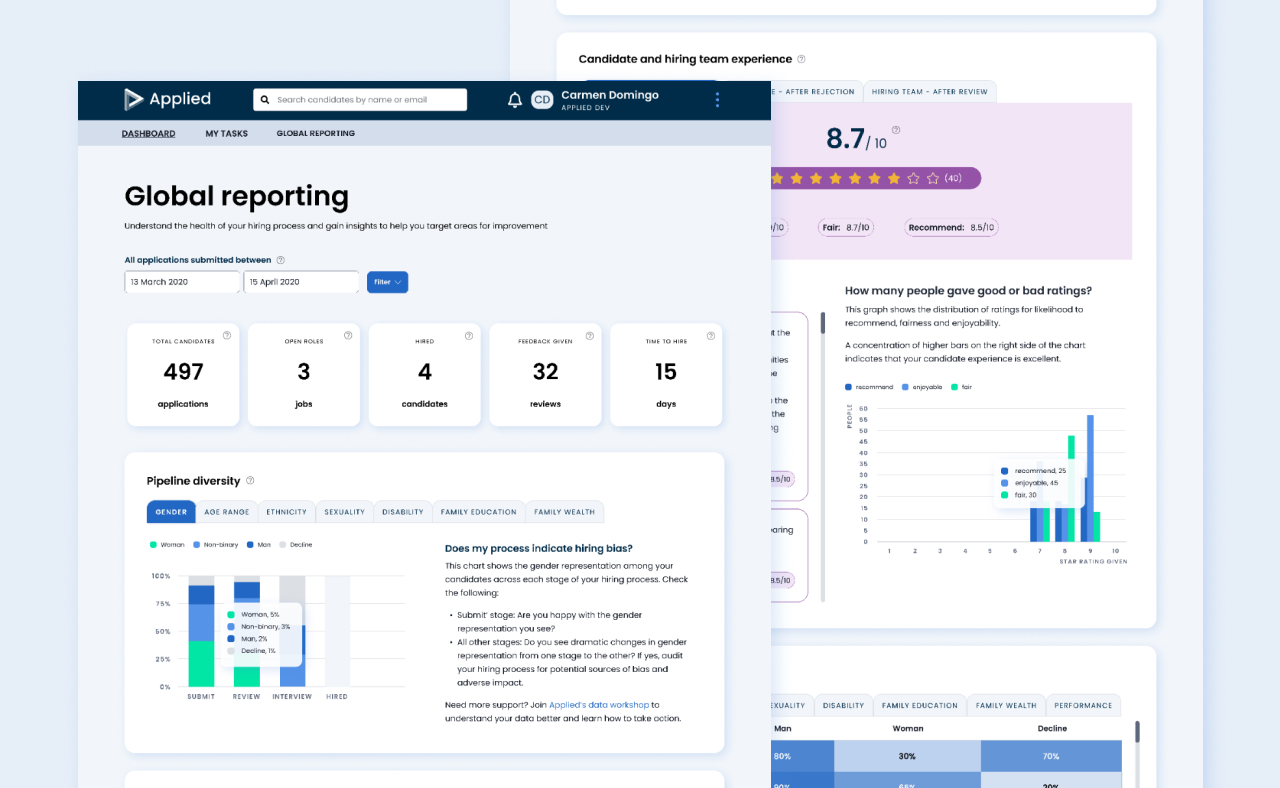 Applied
Search candidates by name or email
CD
Carmen Domingo
APPLIED DEV
DASHBOARD
MY TASKS
GLOBAL REPORTING
Global reporting
Understand the health of your hiring process and gain insights to help you target areas for improvement
All applications submitted between
13 March 2020
15 April 2020
Filter
TOTAL CANDIDATES
497
applications
OPEN ROLES
3
jobs
HIRED
4
candidates
FEEDBACK GIVEN
32
reviews
TIME TO HIRE
15
days
Pipeline diversity
GENDER
AGE RANGE
ETHNICITY
SEXUALITY
DISABILITY
FAMILY EDUCATION
FAMILY WEALTH
Woman
Non-binary
Man
Decline
100%
75%
50%
25%
0%
Woman, 5%
Non-binary, 3%
Man, 2%
Decline, 1%
SUBMIT
REVIEW
INTERVIEW
HIRED
Does my process indicate hiring bias?
This chart shows the gender representation among your
candidates across each stage of your hiring process. Check
the following:
• Submit' stage: Are you happy with the gender
representation you see?
• All other stages: Do you see dramatic changes in gender
representation from one stage to the other? If yes, audit
your hiring process for potential sources of bias and
adverse impact.
Need more support? Join Applied's data workshop to
understand your data better and learn how to take action.
Candidate and hiring team experience
E - AFTER REJECTION
HIRING TEAM - AFTER REVIEW
8.7 / 10
(40)
/10
Fair: 8.7/10
Recommend: 8.5/10
the
the
the
8.5/10
8.5/10
How many people gave good or bad ratings?
This graph shows the distribution of ratings for likelihood to
recommend, fairness and enjoyability.
A concentration of higher bars on the right side of the chart
indicates that your candidate experience is excellent.
recommend
enjoyable
fair
PEOPLE
60
55
50
45
40
35
30
25
20
15
10
5
0
recommend, 25
enjoyable, 45
fair, 30
1 2 3 4 5 6 7 8 9 10
STAR RATING GIVEN
EXUALITY
DISABILITY
FAMILY EDUCATION
FAMILY WEALTH
PERFORMANCE
Man
Woman
Decline
80%
30%
70%